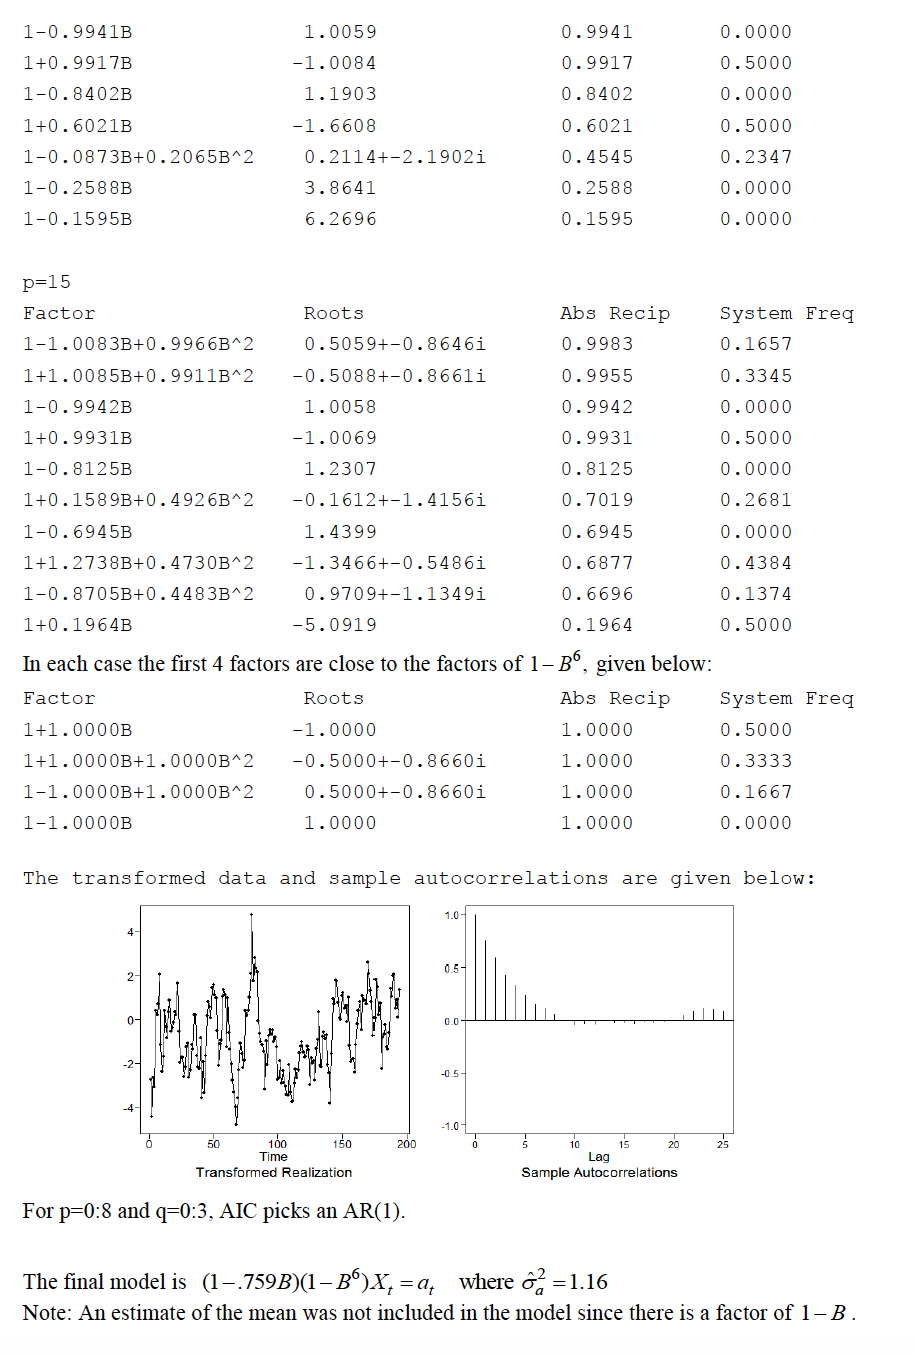 1-0.9941B 1.0059 0.9941 0.0000
1+0.9917B -1.0084 0.9917 0.5000
1-0.8402B 1.1903 0.8402 0.0000
1+0.6021B -1.6608 0.6021 0.5000
1-0.0873B+0.2065B^2 0.2114+-2.1902i 0.4545 0.2347
1-0.2588B 3.8641 0.2588 0.0000
1-0.1595B 6.2696 0.1595 0.0000
p=15
Factor Roots Abs Recip System Freq
1-1.0083B+0.9966B^2 0.5059+-0.8646i 0.9983 0.1657
1+1.0085B+0.9911B^2 -0.5088+-0.8661i 0.9955 0.3345
1-0.9942B 1.0058 0.9942 0.0000
1+0.9931B -1.0069 0.9931 0.5000
1-0.8125B 1.2307 0.8125 0.0000
1+0.1589B+0.4926B^2 -0.1612+-1.4156i 0.7019 0.2681
1-0.6945B 1.4399 0.6945 0.0000
1+1.2738B+0.4730B^2 -1.3466+-0.5486i 0.6877 0.4384
1-0.8705B+0.4483B^2 0.9709+-1.1349i 0.6696 0.1374
1+0.1964B -5.0919 0.1964 0.5000
In each case the first 4 factors are close to the factors of 1−B⁶, given below:
Factor Roots Abs Recip System Freq
1+1.0000B -1.0000 1.0000 0.5000
1+1.0000B+1.0000B^2 -0.5000+-0.8660i 1.0000 0.3333
1-1.0000B+1.0000B^2 0.5000+-0.8660i 1.0000 0.1667
1-1.0000B 1.0000 1.0000 0.0000
The transformed data and sample autocorrelations are given below:
4
2
0
-2
-4
0 50 100 150 200
Time
Transformed Realization
1.0
0.5
0.0
-0.5
-1.0
0 5 10 15 20 25
Lag
Sample Autocorrelations
For p=0:8 and q=0:3, AIC picks an AR(1).
The final model is (1−.759B)(1−B⁶)Xₜ = aₜ where σ̂ₐ² =1.16
Note: An estimate of the mean was not included in the model since there is a factor of 1−B .